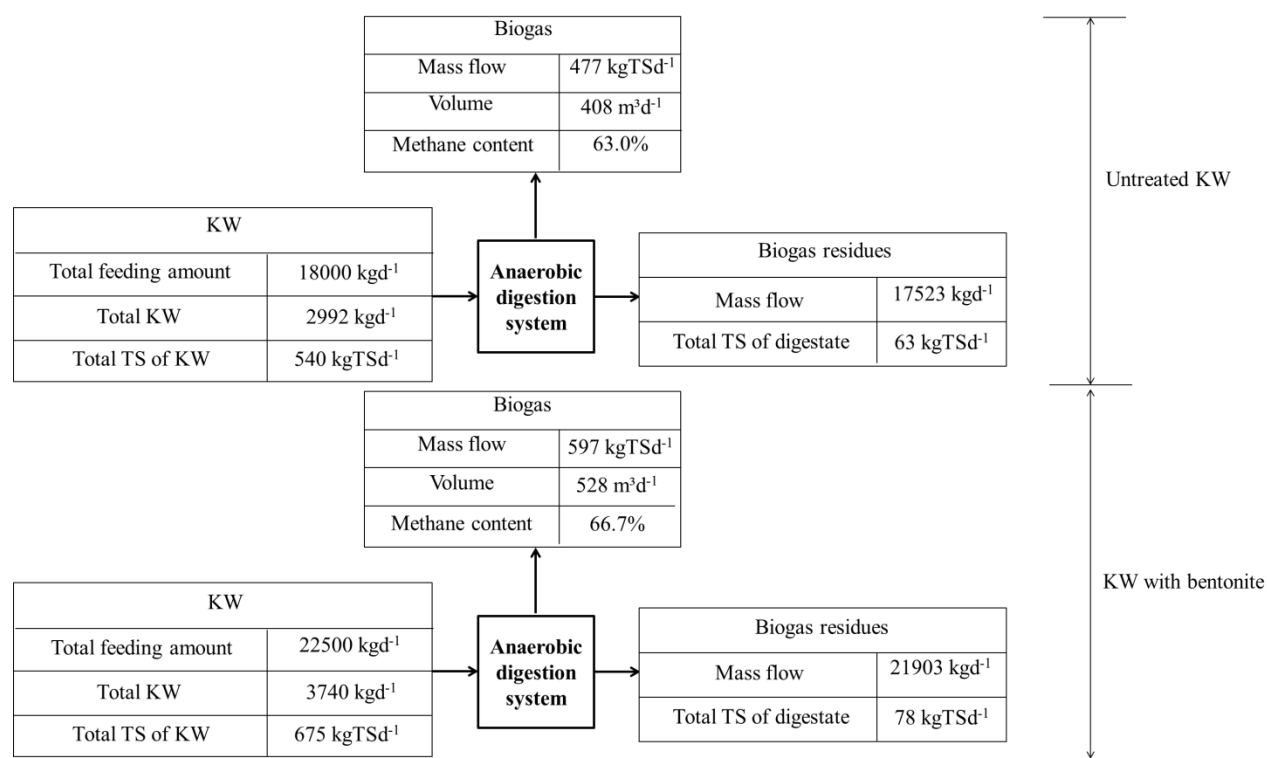 Biogas
Mass flow 477 kgTSd⁻¹
Volume 408 m³d⁻¹
Methane content 63.0%
Untreated KW
KW
Total feeding amount 18000 kgd⁻¹
Total KW 2992 kgd⁻¹
Total TS of KW 540 kgTSd⁻¹
Anaerobic
digestion
system
Biogas residues
Mass flow 17523 kgd⁻¹
Total TS of digestate 63 kgTSd⁻¹
Biogas
Mass flow 597 kgTSd⁻¹
Volume 528 m³d⁻¹
Methane content 66.7%
KW with bentonite
KW
Total feeding amount 22500 kgd⁻¹
Total KW 3740 kgd⁻¹
Total TS of KW 675 kgTSd⁻¹
Anaerobic
digestion
system
Biogas residues
Mass flow 21903 kgd⁻¹
Total TS of digestate 78 kgTSd⁻¹